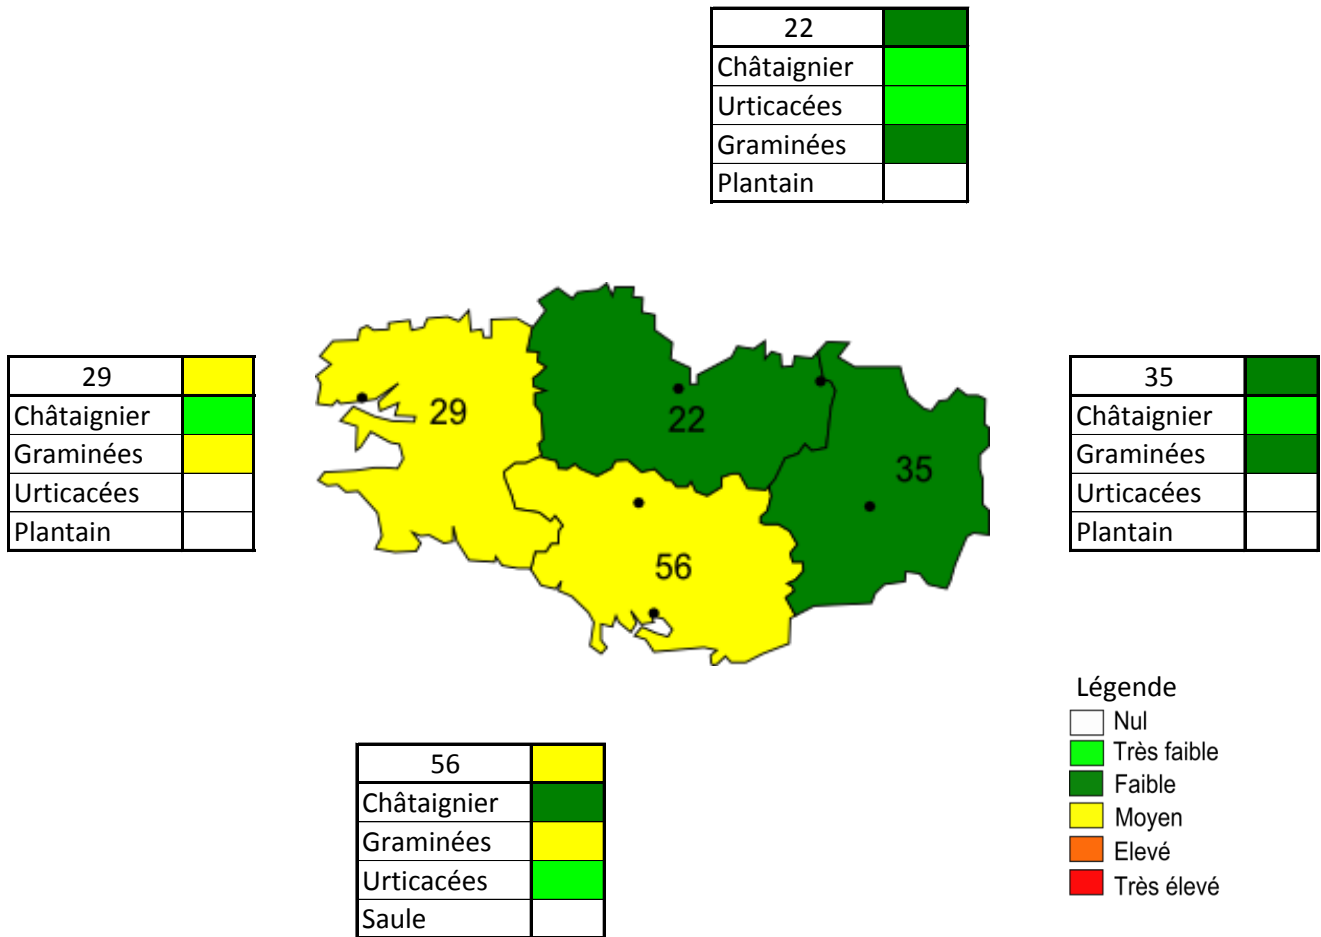 22
Châtaignier
Urticacées
Graminées
Plantain
29
Châtaignier
Graminées
Urticacées
Plantain
29
22
35
56
35
Châtaignier
Graminées
Urticacées
Plantain
56
Châtaignier
Graminées
Urticacées
Saule
Légende
Nul
Très faible
Faible
Moyen
Elevé
Très élevé